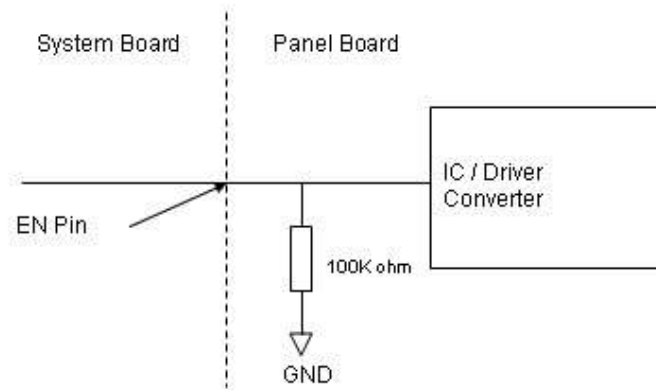 System Board
Panel Board
IC / Driver
Converter
EN Pin
100K ohm
GND